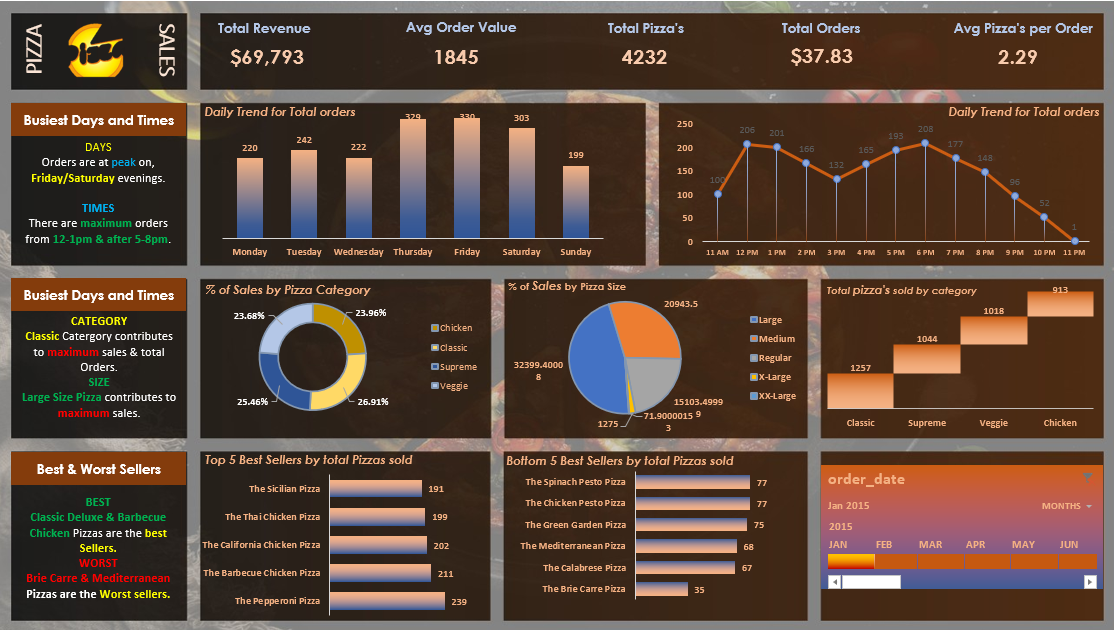 PIZZA
SALES
Total Revenue
$69,793
Avg Order Value
1845
Total Pizza's
4232
Total Orders
$37.83
Avg Pizza's per Order
2.29
Busiest Days and Times
DAYS
Orders are at peak on,
Friday/Saturday evenings.
TIMES
There are maximum orders
from 12-1pm & after 5-8pm.
Daily Trend for Total orders
220
242
222
329
330
303
199
Monday
Tuesday
Wednesday
Thursday
Friday
Saturday
Sunday
Daily Trend for Total orders
250
200
150
100
50
0
100
206
201
166
132
165
195
208
177
148
96
52
1
11 AM
12 PM
1 PM
2 PM
3 PM
4 PM
5 PM
6 PM
7 PM
8 PM
9 PM
10 PM
11 PM
Busiest Days and Times
CATEGORY
Classic Catergory contributes
to maximum sales & total
Orders.
SIZE
Large Size Pizza contributes to
maximum sales.
% of Sales by Pizza Category
23.68%
23.96%
25.46%
26.91%
Chicken
Classic
Supreme
Veggie
% of Sales by Pizza Size
20943.5
32399.4000
8
15103.4999
9
71.9000015
3
1275
Large
Medium
Regular
X-Large
XX-Large
Total pizza's sold by category
1257
1044
1018
913
Classic
Supreme
Veggie
Chicken
Best & Worst Sellers
BEST
Classic Deluxe & Barbecue
Chicken Pizzas are the best
Sellers.
WORST
Brie Carre & Mediterranean
Pizzas are the Worst sellers.
Top 5 Best Sellers by total Pizzas sold
The Sicilian Pizza 191
The Thai Chicken Pizza 199
The California Chicken Pizza 202
The Barbecue Chicken Pizza 211
The Pepperoni Pizza 239
Bottom 5 Best Sellers by total Pizzas sold
The Spinach Pesto Pizza 77
The Chicken Pesto Pizza 77
The Green Garden Pizza 75
The Mediterranean Pizza 68
The Calabrese Pizza 67
The Brie Carre Pizza 35
order_date
Jan 2015
MONTHS
2015
JAN
FEB
MAR
APR
MAY
JUN